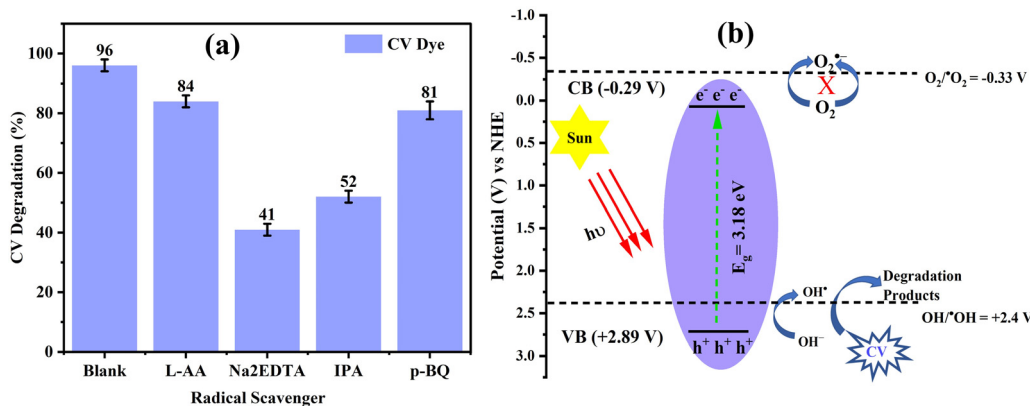 (a)
CV Dye
CV Degradation (%)
100
80
60
40
20
0
96
84
41
52
81
Blank L-AA Na2EDTA IPA p-BQ
Radical Scavenger
(b)
Potential (V) vs NHE
-1.0
-0.5
0.0
0.5
1.0
1.5
2.0
2.5
3.0
CB (-0.29 V)
e⁻ e⁻ e⁻
Sun
hυ
E_g = 3.18 eV
VB (+2.89 V)
h⁺ h⁺ h⁺
O₂•⁻
X
O₂
O₂/•O₂ = -0.33 V
OH•
OH⁻
Degradation
Products
OH/•OH = +2.4 V
CV